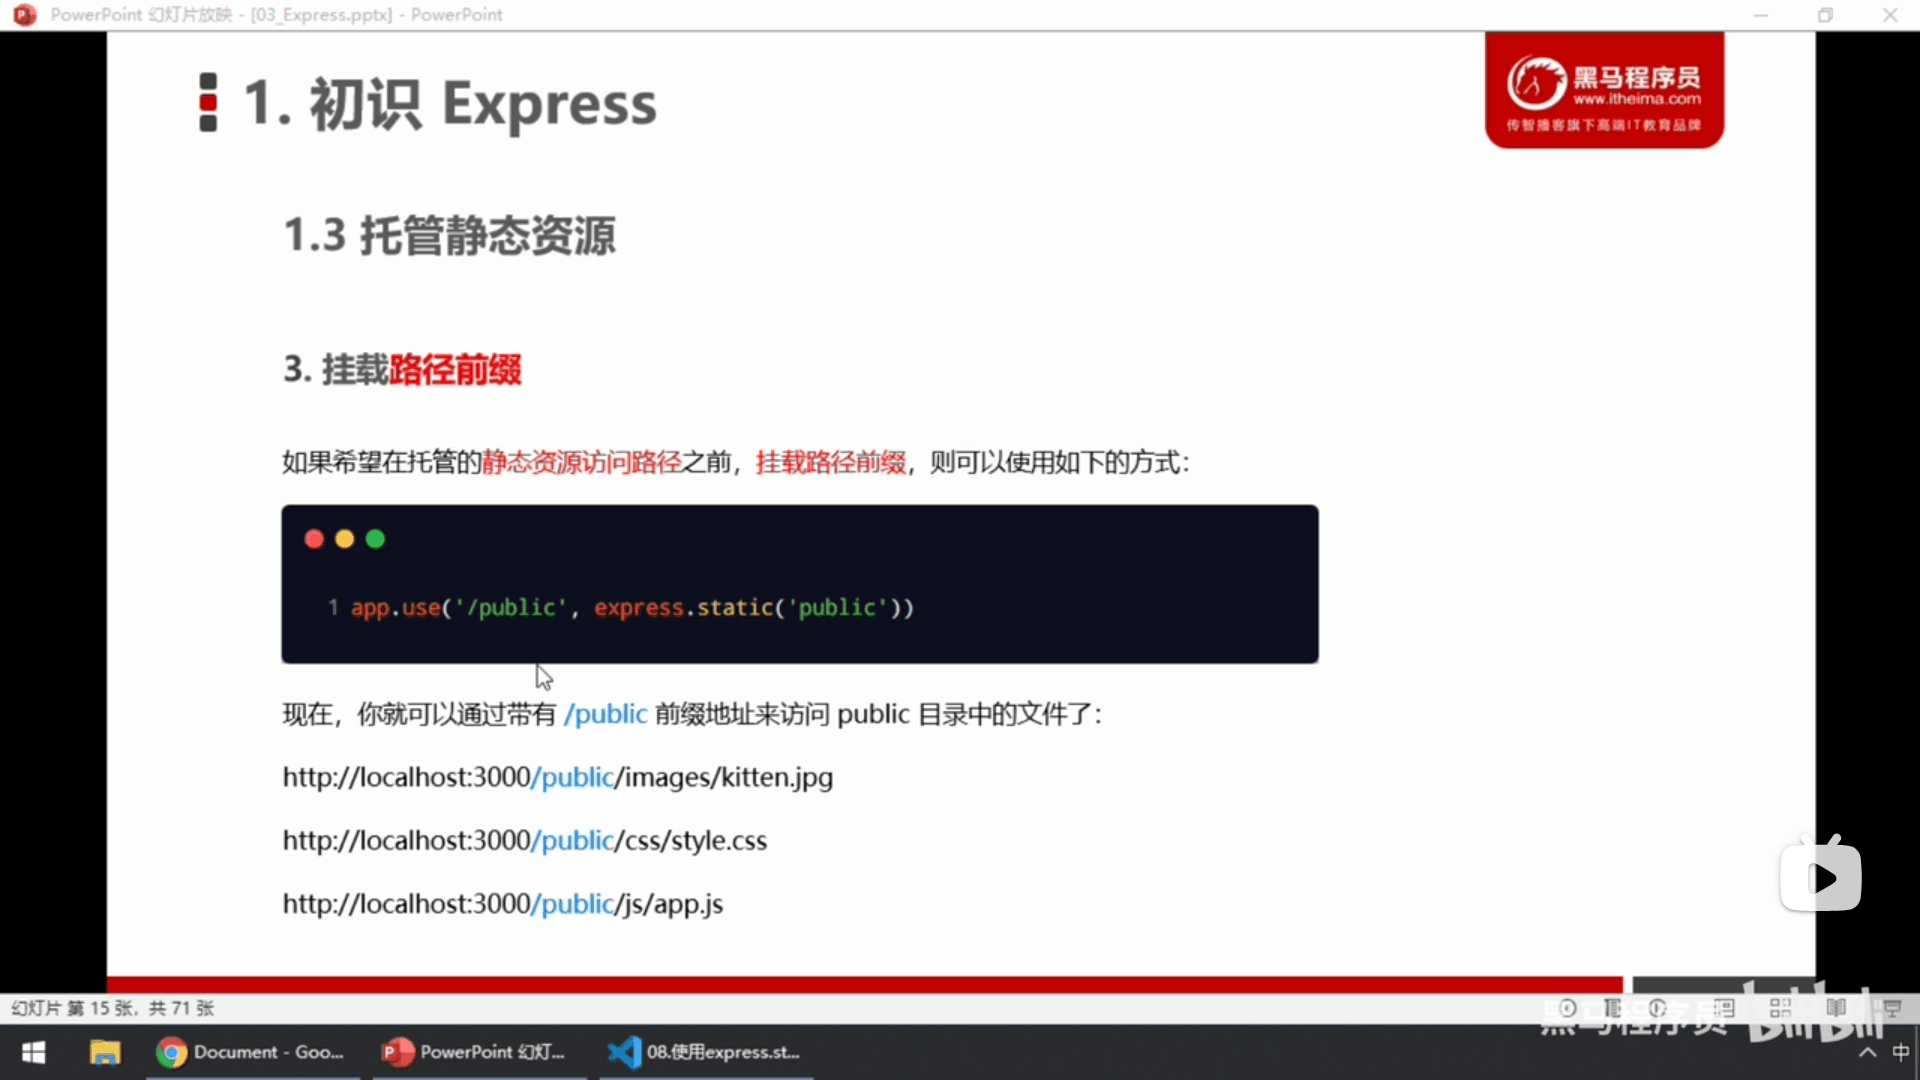 PowerPoint 幻灯片放映 - [03_Express.pptx] - PowerPoint
1. 初识 Express
黑马程序员
www.itheima.com
传智播客旗下高端IT教育品牌
1.3 托管静态资源
3. 挂载路径前缀
如果希望在托管的静态资源访问路径之前，挂载路径前缀，则可以使用如下的方式：
1 app.use('/public', express.static('public'))
现在，你就可以通过带有 /public 前缀地址来访问 public 目录中的文件了：
http://localhost:3000/public/images/kitten.jpg
http://localhost:3000/public/css/style.css
http://localhost:3000/public/js/app.js
幻灯片 第 15 张，共 71 张
黑马程序员 bilibili
Document - Goo...
PowerPoint 幻灯...
08.使用express.st...
中